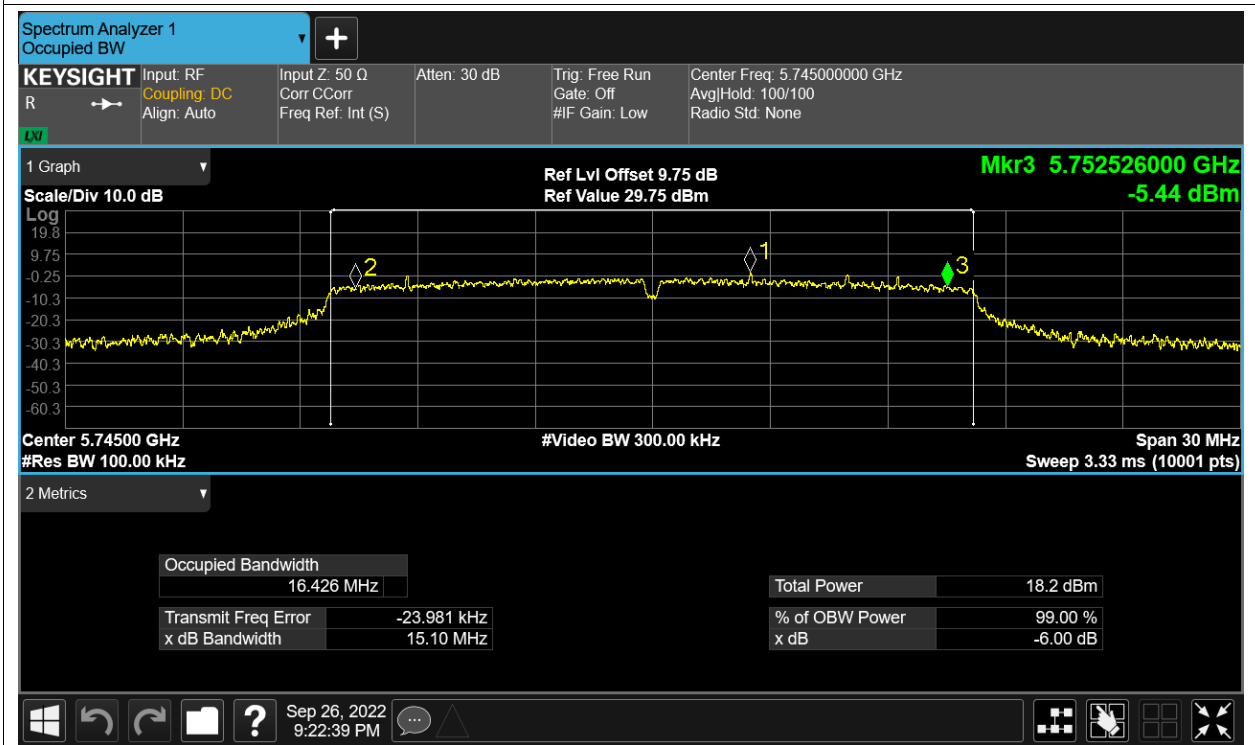 Spectrum Analyzer 1
Occupied BW
KEYSIGHT
R
LXI
Input: RF
Coupling: DC
Align: Auto
Input Z: 50 Ω
Corr CCorr
Freq Ref: Int (S)
Atten: 30 dB
Trig: Free Run
Gate: Off
#IF Gain: Low
Center Freq: 5.745000000 GHz
Avg|Hold: 100/100
Radio Std: None
1 Graph
Scale/Div 10.0 dB
Ref Lvl Offset 9.75 dB
Ref Value 29.75 dBm
Mkr3 5.752526000 GHz
-5.44 dBm
Log
19.8
9.75
-0.25
-10.3
-20.3
-30.3
-40.3
-50.3
-60.3
2
1
3
Center 5.74500 GHz
#Video BW 300.00 kHz
Span 30 MHz
#Res BW 100.00 kHz
Sweep 3.33 ms (10001 pts)
2 Metrics
Occupied Bandwidth
16.426 MHz
Total Power 18.2 dBm
Transmit Freq Error -23.981 kHz
% of OBW Power 99.00 %
x dB Bandwidth 15.10 MHz
x dB -6.00 dB
?
Sep 26, 2022
9:22:39 PM